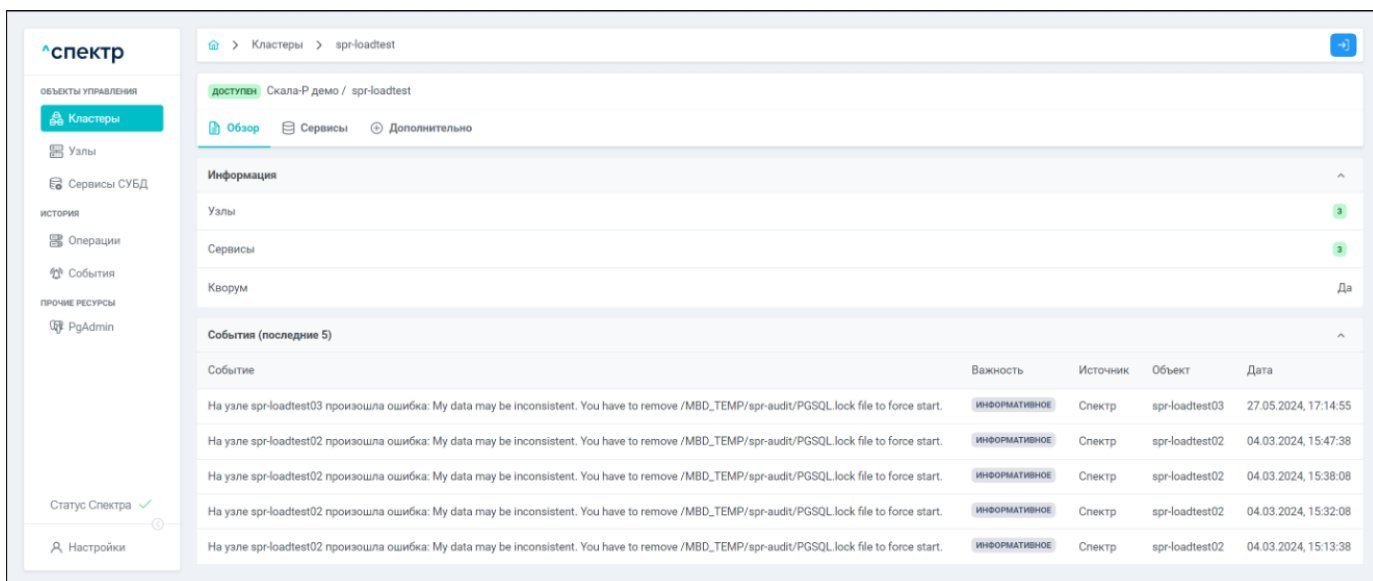 ^спектр
ОБЪЕКТЫ УПРАВЛЕНИЯ
Кластеры
Узлы
Сервисы СУБД
ИСТОРИЯ
Операции
События
ПРОЧИЕ РЕСУРСЫ
PgAdmin
Статус Спектра
Настройки
> Кластеры > spr-loadtest
ДОСТУПЕН Скала-Р демо / spr-loadtest
Обзор Сервисы Дополнительно
Информация
Узлы 3
Сервисы 3
Кворум Да
События (последние 5)
Событие Важность Источник Объект Дата
На узле spr-loadtest03 произошла ошибка: My data may be inconsistent. You have to remove /MBD_TEMP/spr-audit/PGSQL.lock file to force start. ИНФОРМАТИВНОЕ Спектр spr-loadtest03 27.05.2024, 17:14:55
На узле spr-loadtest02 произошла ошибка: My data may be inconsistent. You have to remove /MBD_TEMP/spr-audit/PGSQL.lock file to force start. ИНФОРМАТИВНОЕ Спектр spr-loadtest02 04.03.2024, 15:47:38
На узле spr-loadtest02 произошла ошибка: My data may be inconsistent. You have to remove /MBD_TEMP/spr-audit/PGSQL.lock file to force start. ИНФОРМАТИВНОЕ Спектр spr-loadtest02 04.03.2024, 15:38:08
На узле spr-loadtest02 произошла ошибка: My data may be inconsistent. You have to remove /MBD_TEMP/spr-audit/PGSQL.lock file to force start. ИНФОРМАТИВНОЕ Спектр spr-loadtest02 04.03.2024, 15:32:08
На узле spr-loadtest02 произошла ошибка: My data may be inconsistent. You have to remove /MBD_TEMP/spr-audit/PGSQL.lock file to force start. ИНФОРМАТИВНОЕ Спектр spr-loadtest02 04.03.2024, 15:13:38